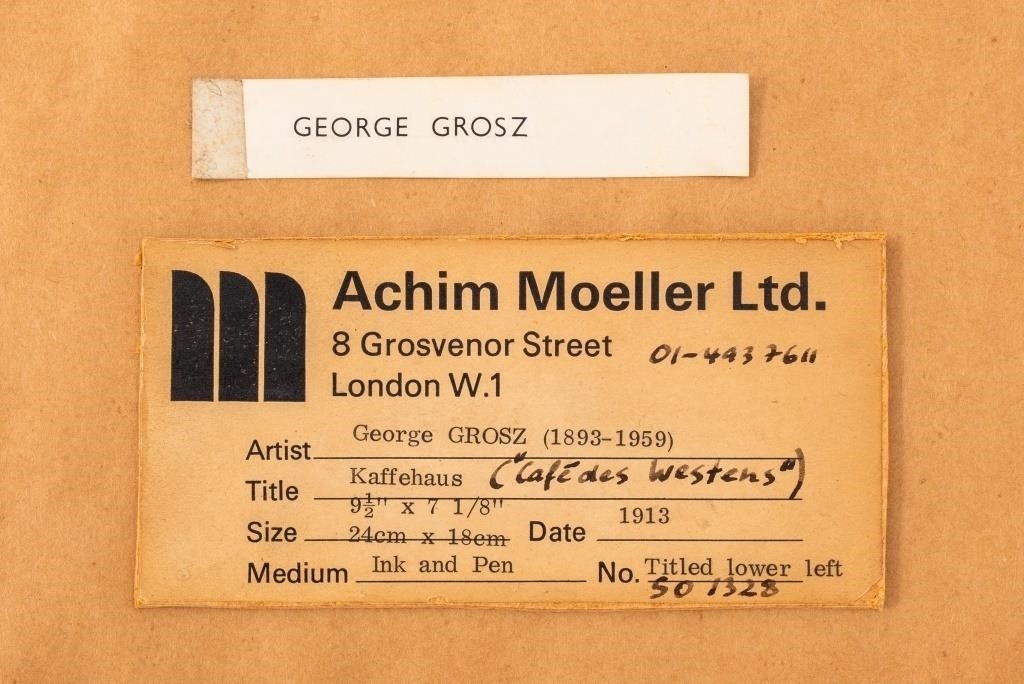 GEORGE GROSZ
Achim Moeller Ltd.
8 Grosvenor Street 01-493 7611
London W.1
Artist George GROSZ (1893-1959)
Title Kaffehaus ("Café des Westens")
9½" x 7 1/8"
Size 24cm x 18cm Date 1913
Medium Ink and Pen No. Titled lower left
SO 1328